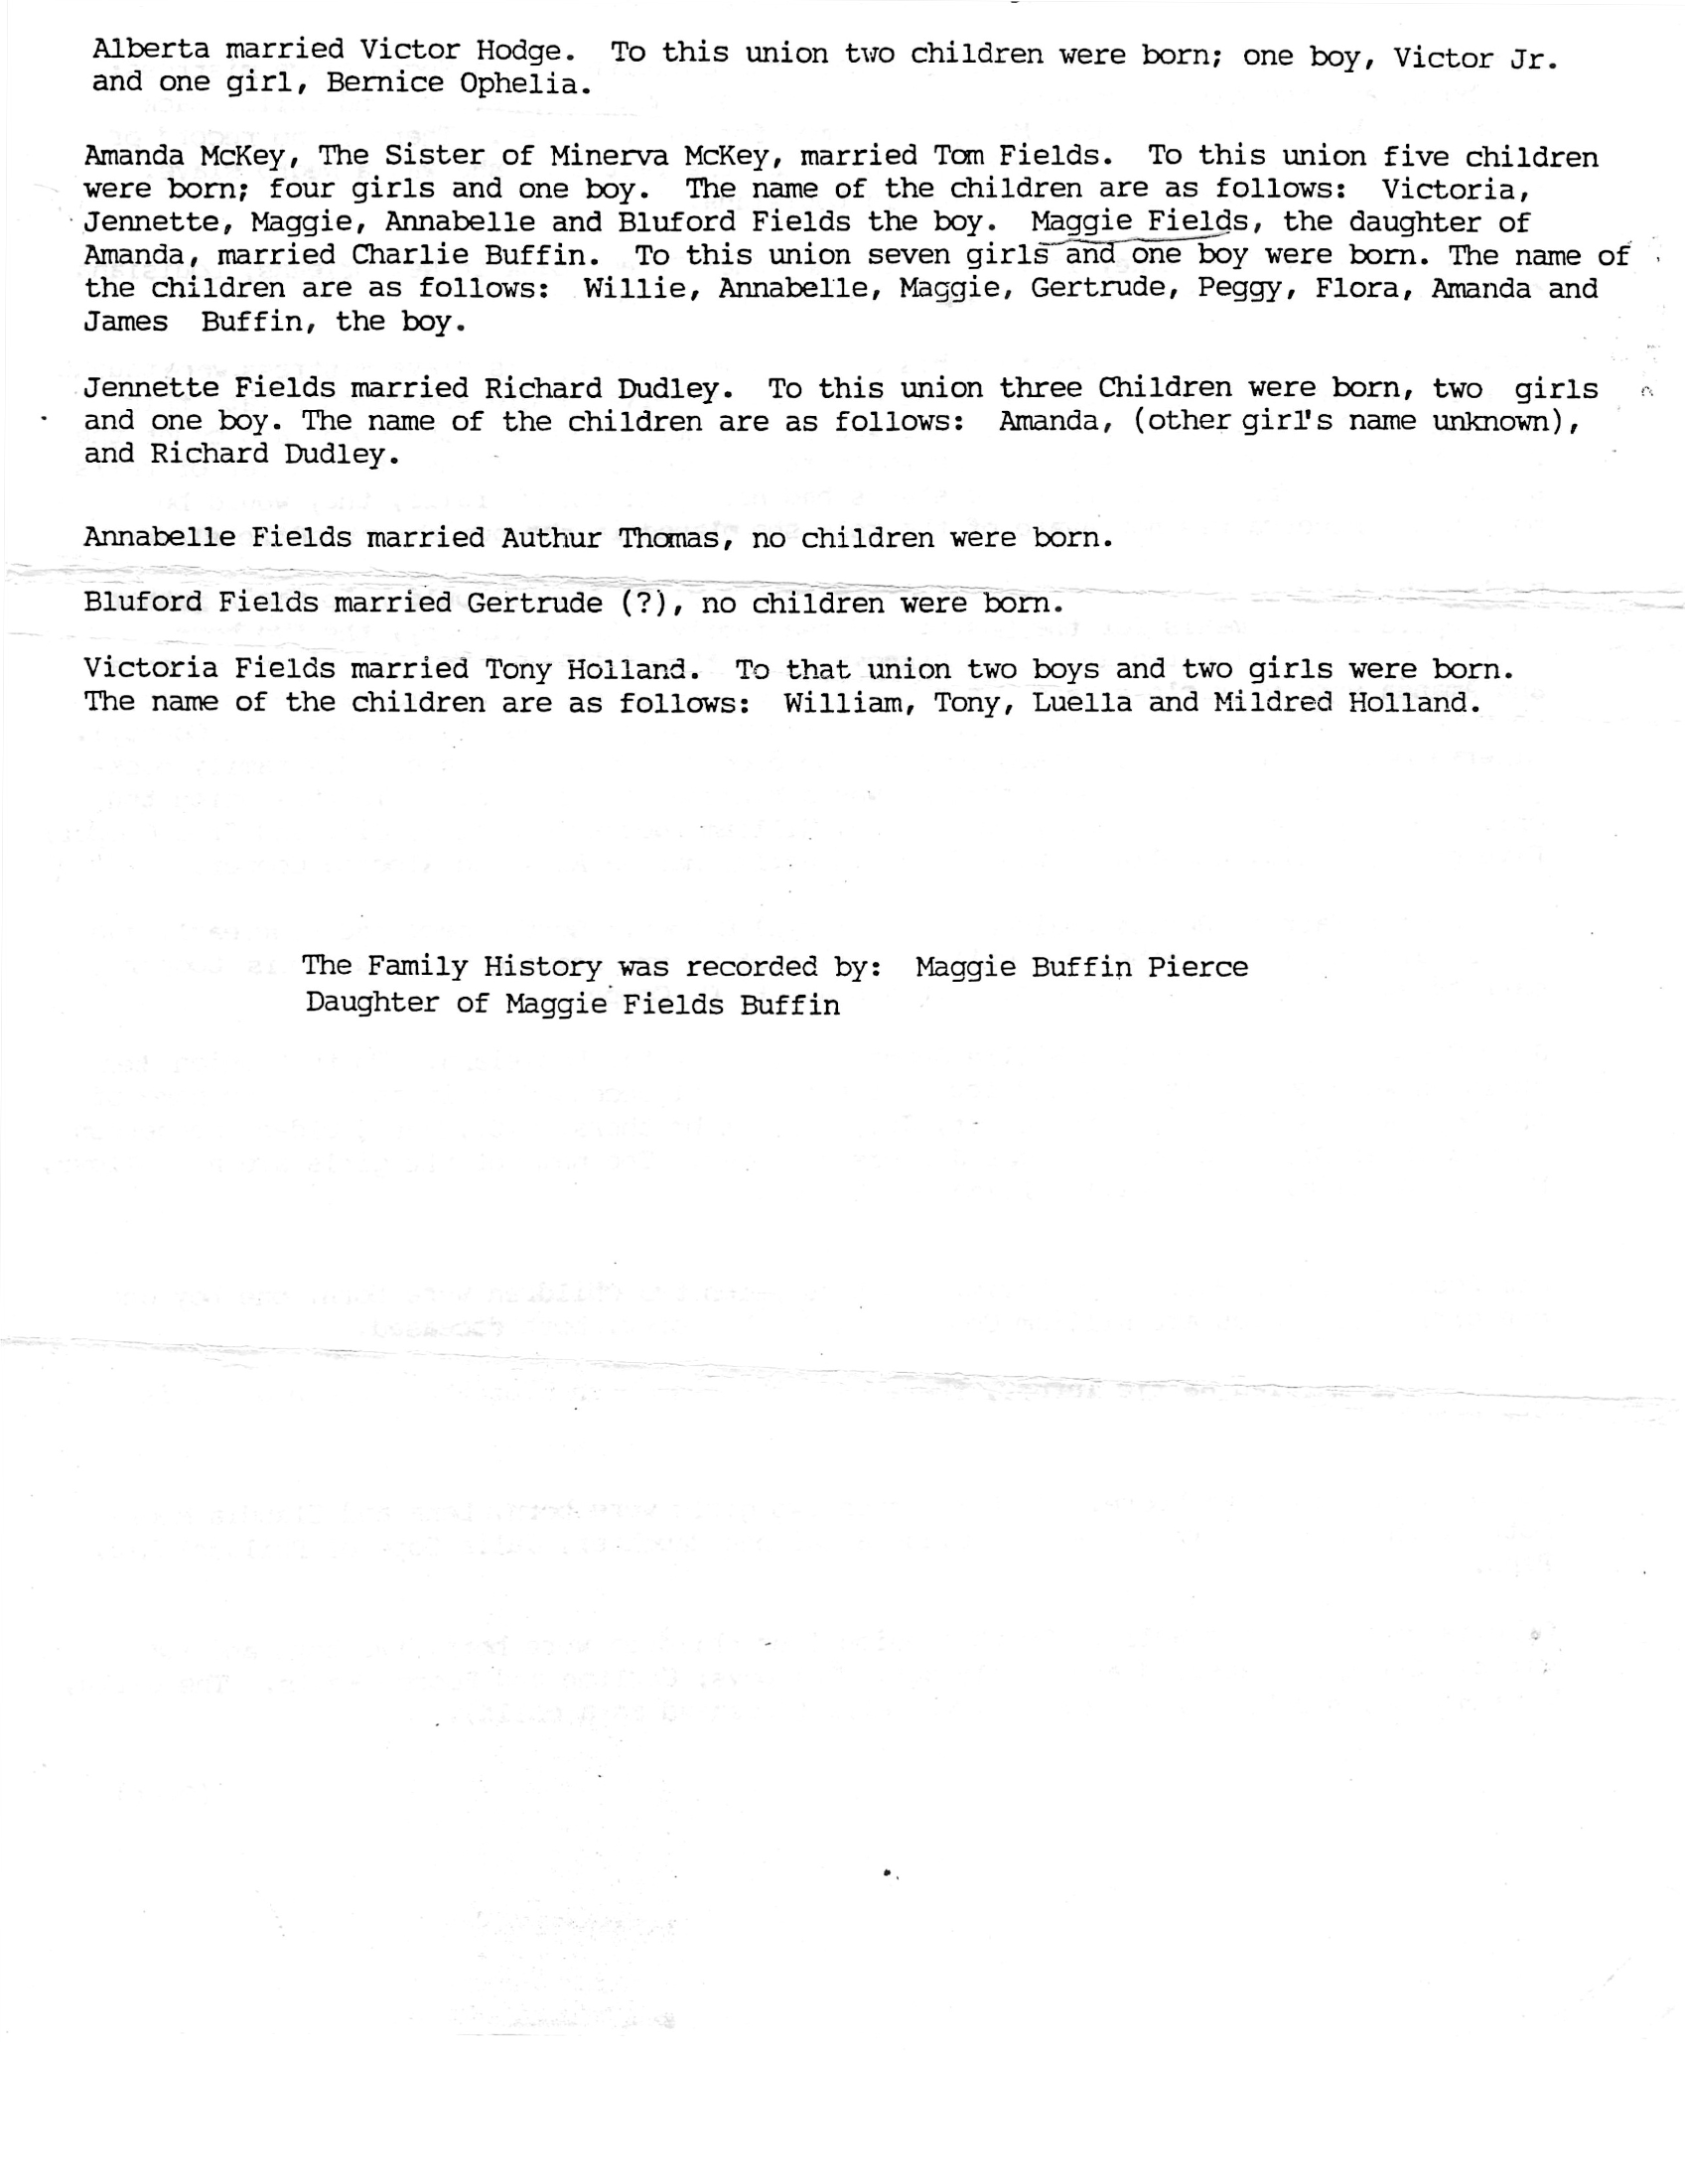 Alberta married Victor Hodge.  To this union two children were born; one boy, Victor Jr.
and one girl, Bernice Ophelia.
Amanda McKey, The Sister of Minerva McKey, married Tom Fields.  To this union five children
were born; four girls and one boy.  The name of the children are as follows:  Victoria,
Jennette, Maggie, Annabelle and Bluford Fields the boy.  Maggie Fields, the daughter of
Amanda, married Charlie Buffin.  To this union seven girls and one boy were born. The name of
the children are as follows:  Willie, Annabelle, Maggie, Gertrude, Peggy, Flora, Amanda and
James  Buffin, the boy.
Jennette Fields married Richard Dudley.  To this union three Children were born, two  girls
and one boy. The name of the children are as follows:  Amanda, (other girl's name unknown),
and Richard Dudley.
Annabelle Fields married Authur Thomas, no children were born.
Bluford Fields married Gertrude (?), no children were born.
Victoria Fields married Tony Holland.  To that union two boys and two girls were born.
The name of the children are as follows:  William, Tony, Luella and Mildred Holland.
The Family History was recorded by:  Maggie Buffin Pierce
Daughter of Maggie Fields Buffin